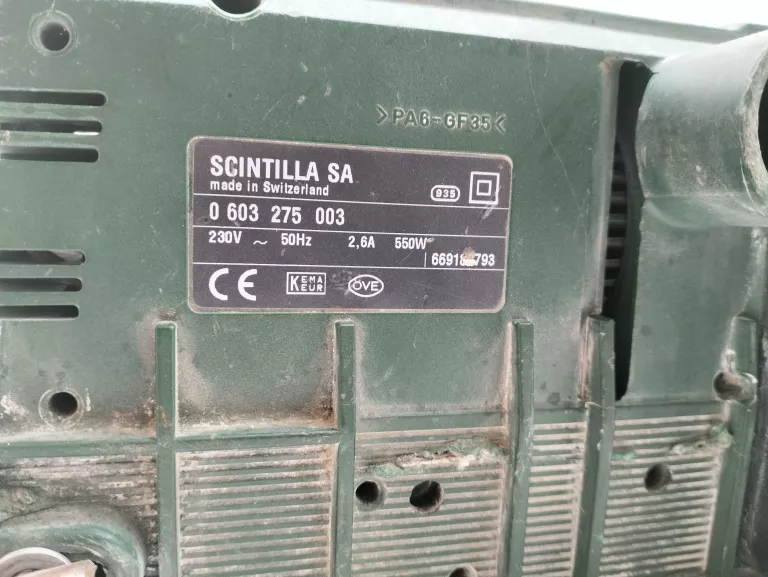 >PA6-GF35<
SCINTILLA SA
made in Switzerland
935
0 603 275 003
230V ~ 50Hz 2,6A 550W
CE KEMA EUR ÖVE